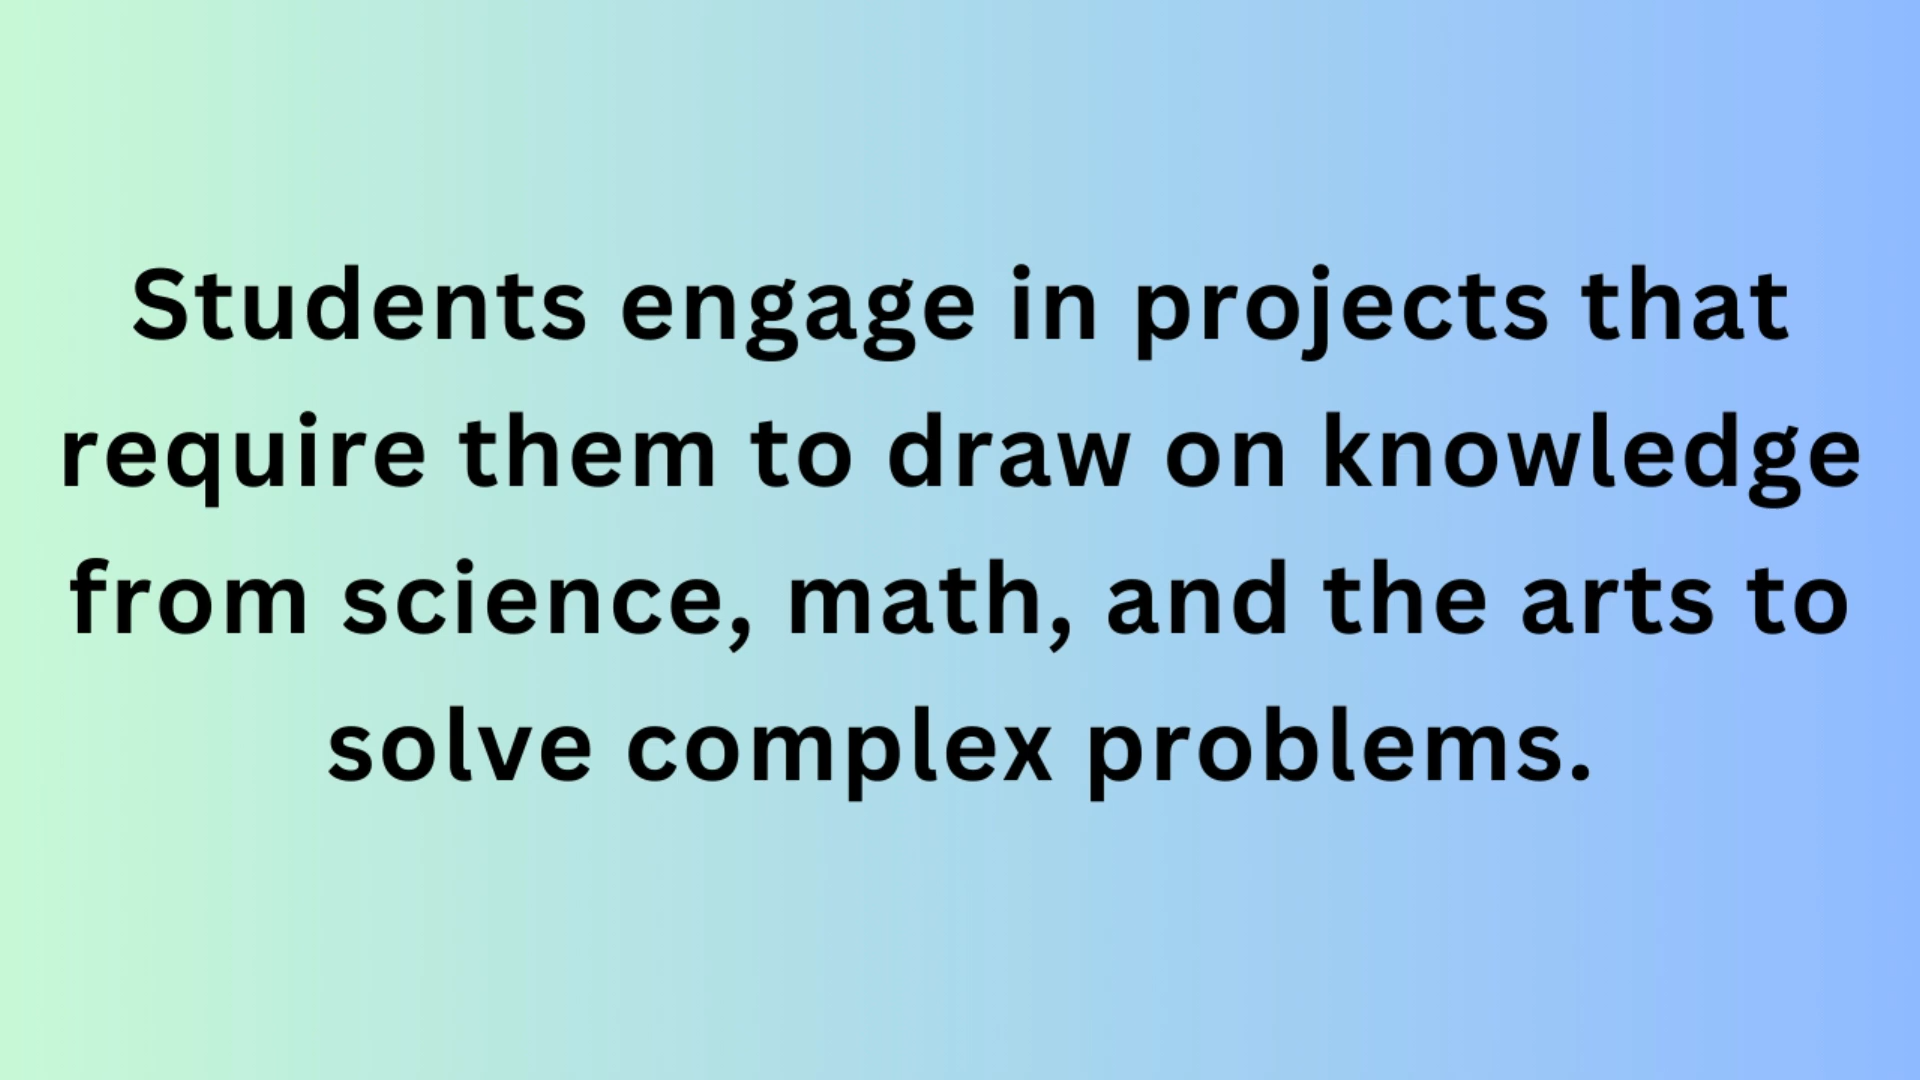 Students engage in projects that
require them to draw on knowledge
from science, math, and the arts to
solve complex problems.